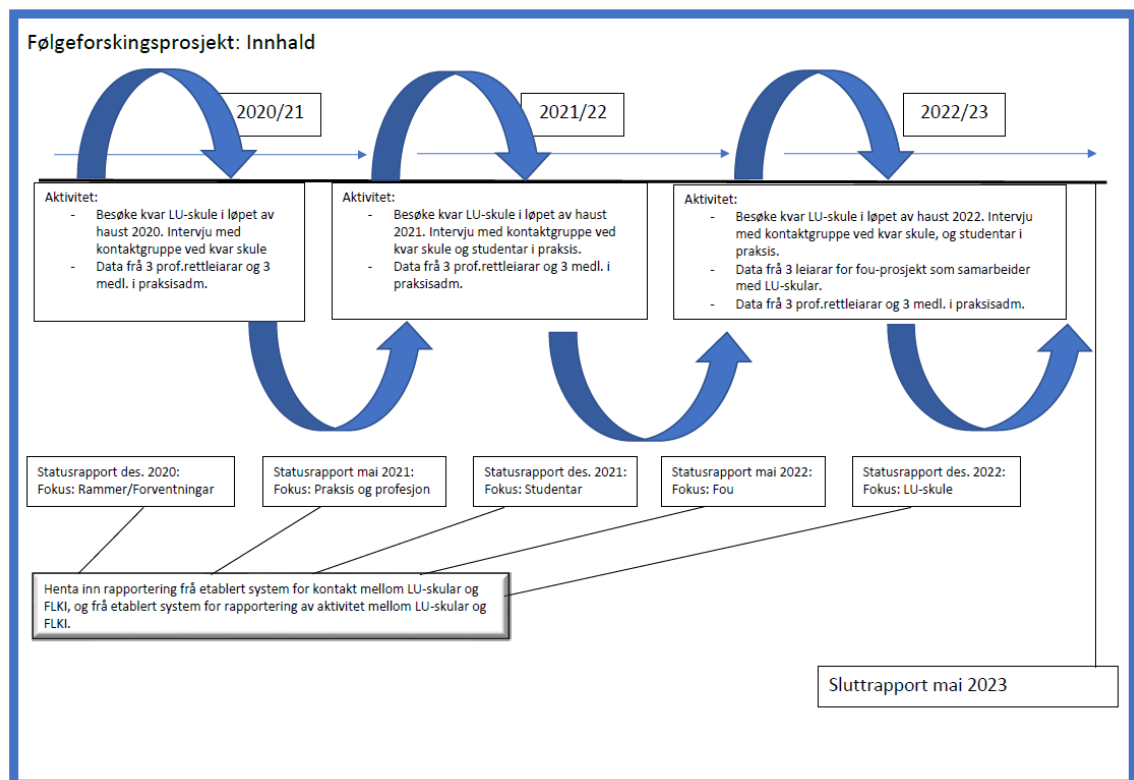 Følgeforskingsprosjekt: Innhald
2020/21
2021/22
2022/23
Aktivitet:
- Besøke kvar LU-skule i løpet av
haust 2020. Intervju med
kontaktgruppe ved kvar skule
- Data frå 3 prof.rettleiarar og 3
medl. i praksisadm.
Aktivitet:
- Besøke kvar LU-skule i løpet av haust
2021. Intervju med kontaktgruppe ved
kvar skule og studentar i praksis.
- Data frå 3 prof.rettleiarar og 3 medl. i
praksisadm.
Aktivitet:
- Besøke kvar LU-skule i løpet av haust 2022. Intervju
med kontaktgruppe ved kvar skule, og studentar i
praksis.
- Data frå 3 leiarar for fou-prosjekt som samarbeider
med LU-skular.
- Data frå 3 prof.rettleiarar og 3 medl. i praksisadm.
Statusrapport des. 2020:
Fokus: Rammer/Forventningar
Statusrapport mai 2021:
Fokus: Praksis og profesjon
Statusrapport des. 2021:
Fokus: Studentar
Statusrapport mai 2022:
Fokus: Fou
Statusrapport des. 2022:
Fokus: LU-skule
Henta inn rapportering frå etablert system for kontakt mellom LU-skular og
FLKI, og frå etablert system for rapportering av aktivitet mellom LU-skular og
FLKI.
Sluttrapport mai 2023